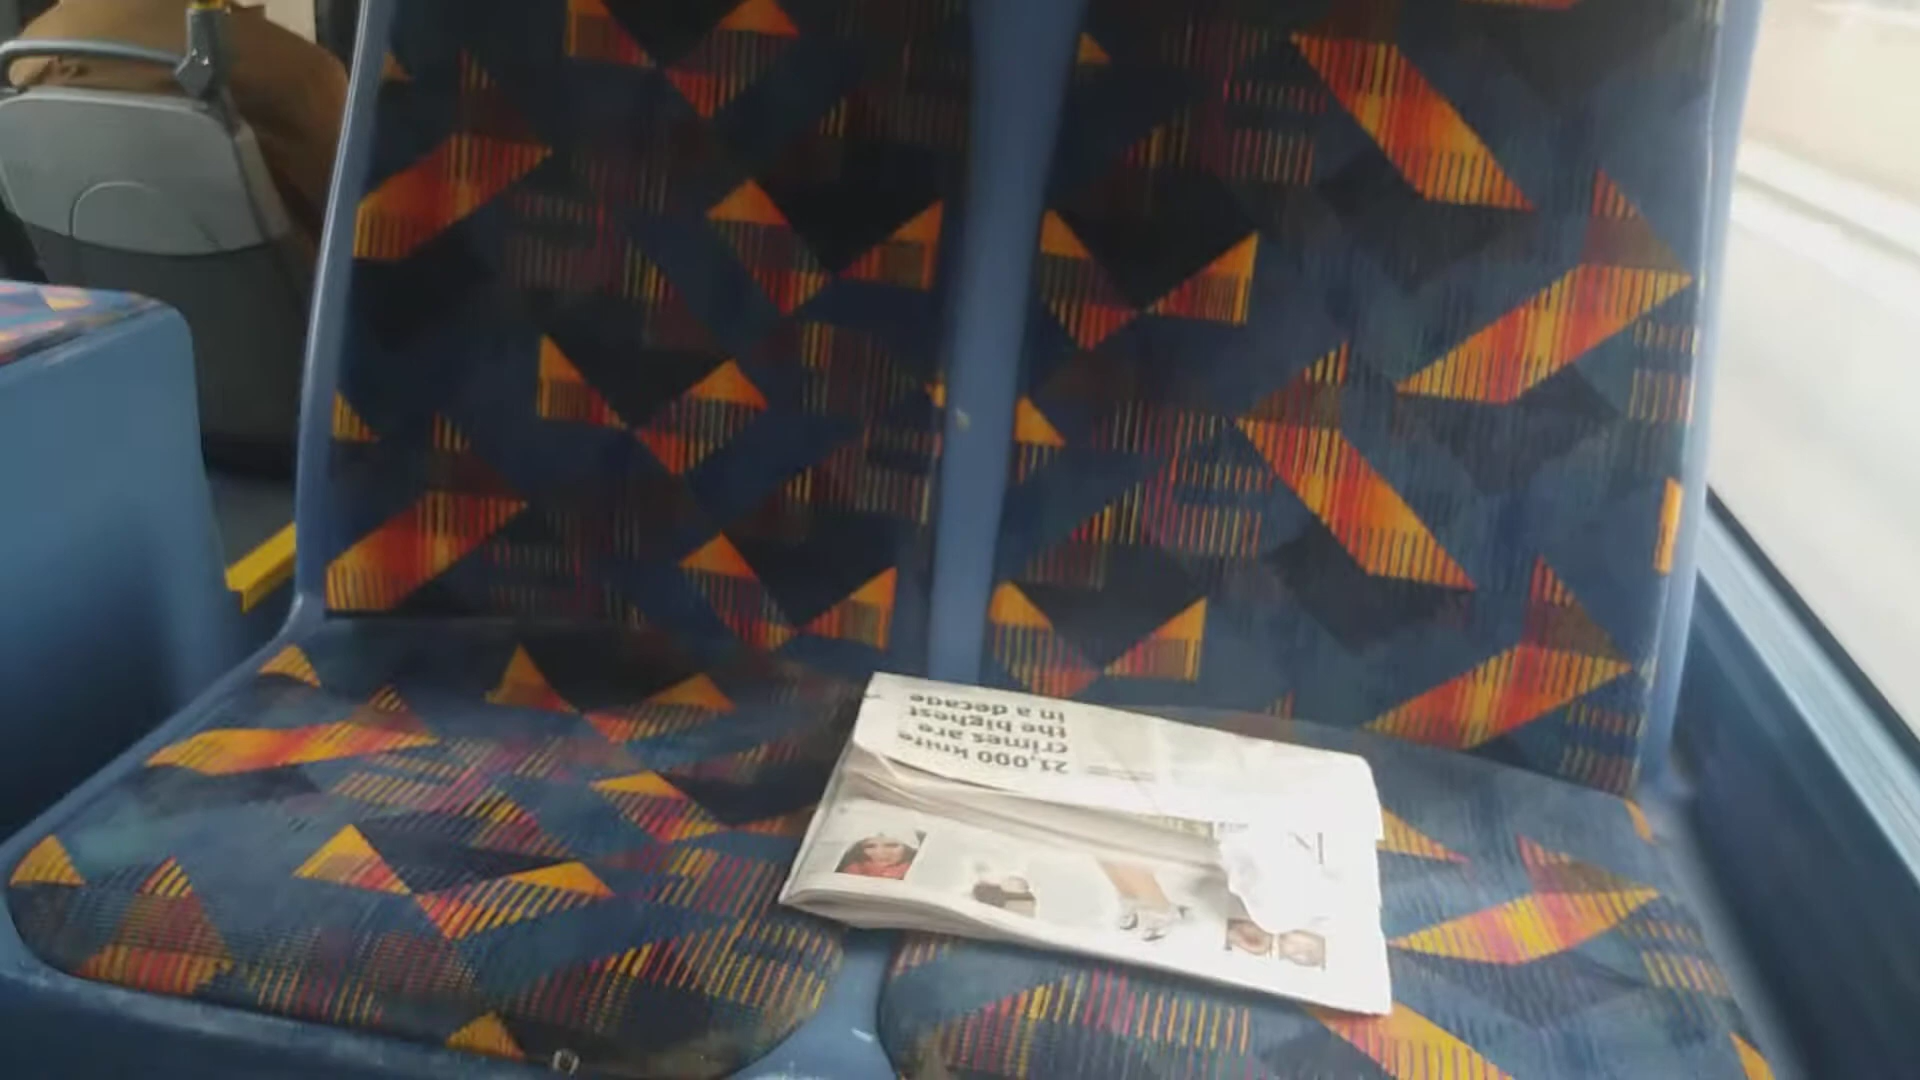 21,000 knife
crimes are
the highest
in a decade